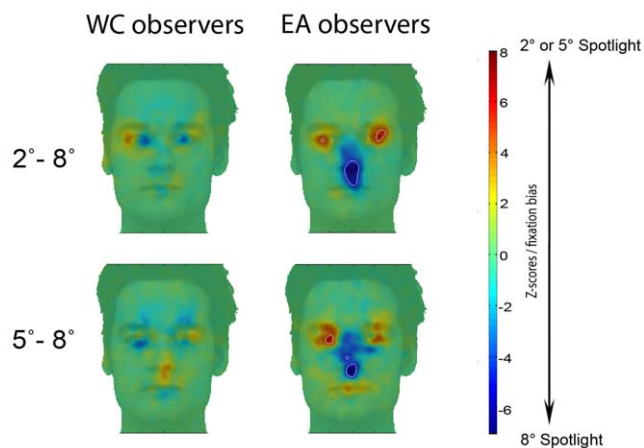 WC observers EA observers
2° or 5° Spotlight
2°- 8°
5°- 8°
8
6
4
2
0
-2
-4
-6
Z-scores / fixation bias
8° Spotlight